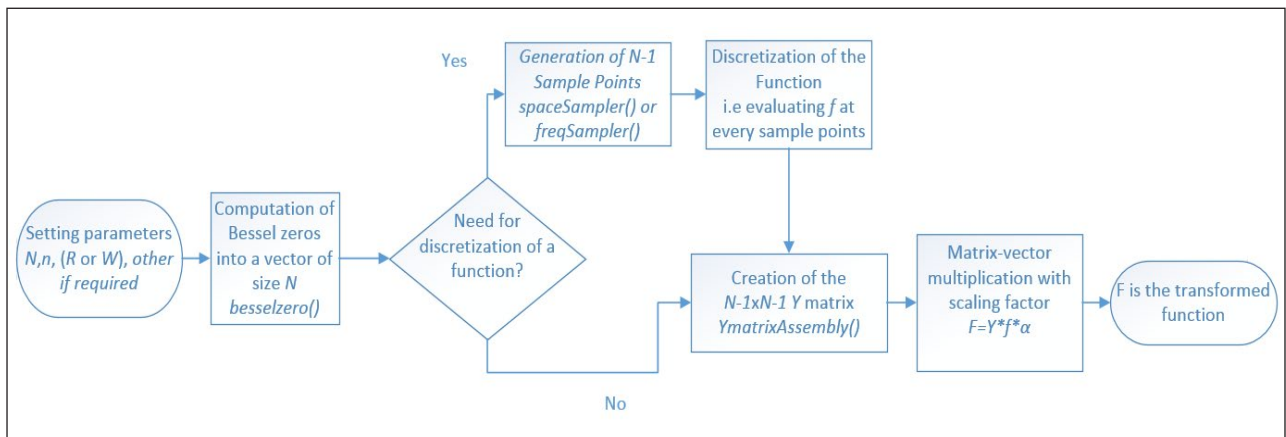 Setting parameters
N,n, (R or W), other
if required
Computation of
Bessel zeros
into a vector of
size N
besselzero()
Need for
discretization of a
function?
Yes
Generation of N-1
Sample Points
spaceSampler() or
freqSampler()
Discretization of the
Function
i.e evaluating f at
every sample points
No
Creation of the
N-1xN-1 Y matrix
YmatrixAssembly()
Matrix-vector
multiplication with
scaling factor
F=Y*f*α
F is the transformed
function